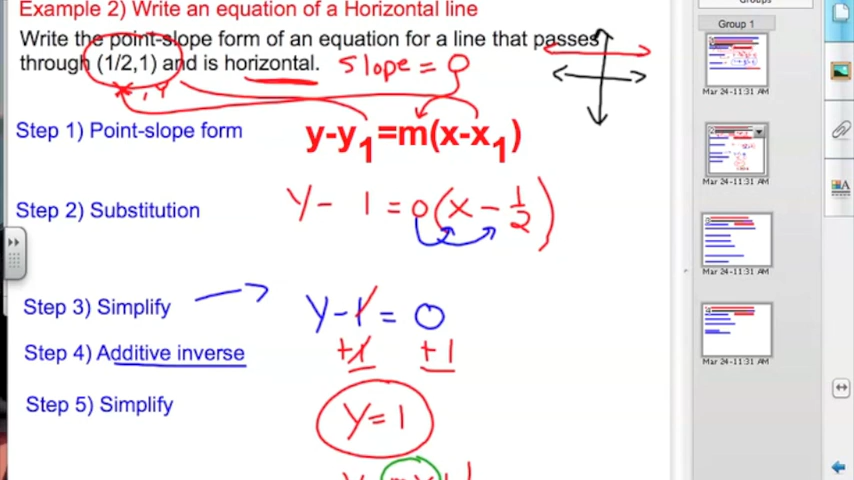 Example 2) Write an equation of a Horizontal line
Write the point-slope form of an equation for a line that passes
through (1/2,1) and is horizontal. slope = 0
x, y
Step 1) Point-slope form y-y1=m(x-x1)
Step 2) Substitution y - 1 = 0(x - 1/2)
Step 3) Simplify y - 1 = 0
Step 4) Additive inverse +1 +1
Step 5) Simplify y = 1
Groups
Group 1
Mar 24-11:31 AM
Mar 24-11:31 AM
Mar 24-11:31 AM
Mar 24-11:31 AM